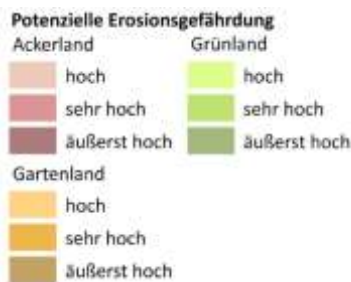 Potenzielle Erosionsgefährdung
Ackerland
hoch
sehr hoch
äußerst hoch
Grünland
hoch
sehr hoch
äußerst hoch
Gartenland
hoch
sehr hoch
äußerst hoch